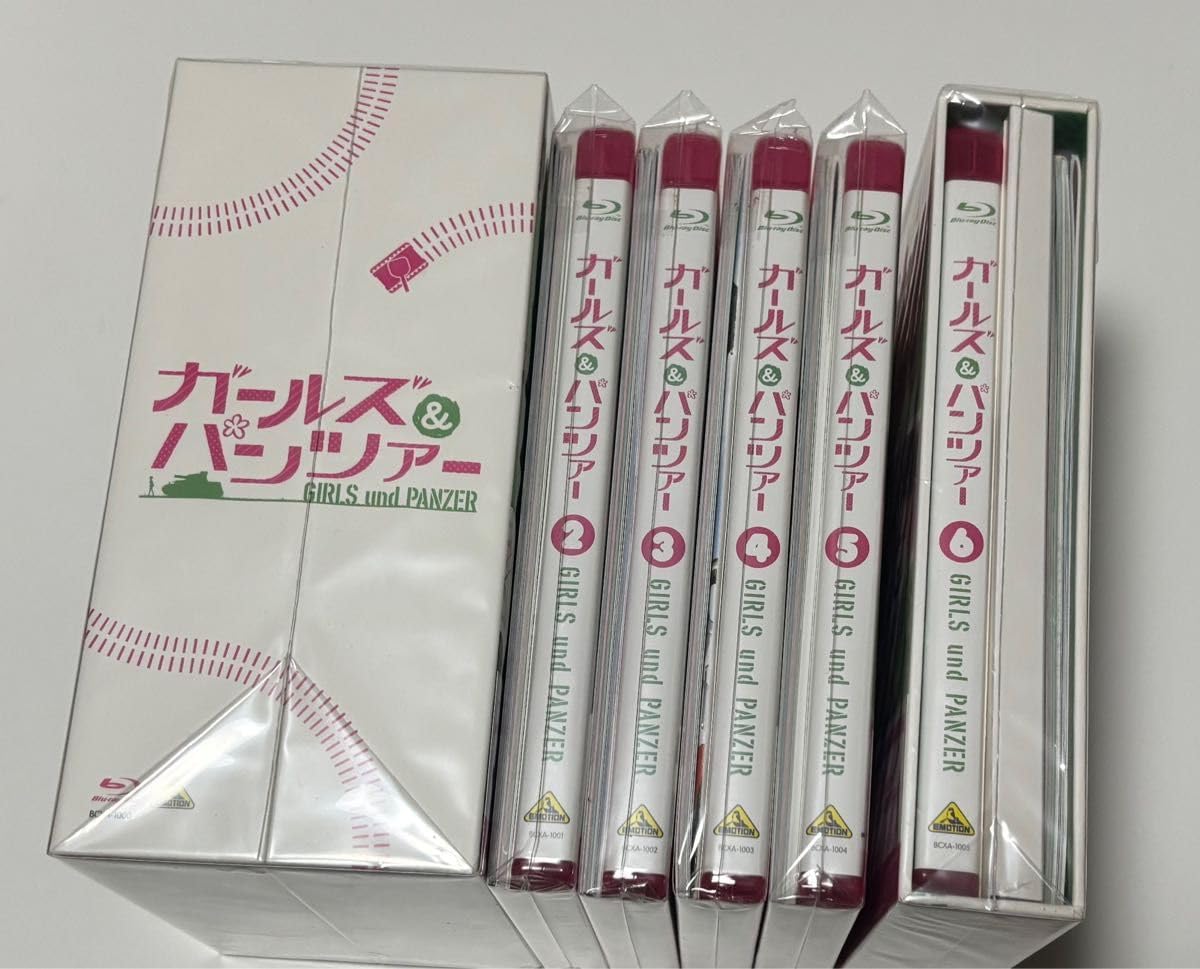 ガールズ&
パンツァー
GIRLS und PANZER
Blu-ray
EMOTION
BCXA-1000
Blu-ray Disc
ガールズ&パンツァー
2
GIRLS und PANZER
EMOTION
BCXA-1001
Blu-ray Disc
ガールズ&パンツァー
3
GIRLS und PANZER
EMOTION
BCXA-1002
Blu-ray Disc
ガールズ&パンツァー
4
GIRLS und PANZER
EMOTION
BCXA-1003
Blu-ray Disc
ガールズ&パンツァー
5
GIRLS und PANZER
EMOTION
BCXA-1004
Blu-ray Disc
ガールズ&パンツァー
6
GIRLS und PANZER
EMOTION
BCXA-1005